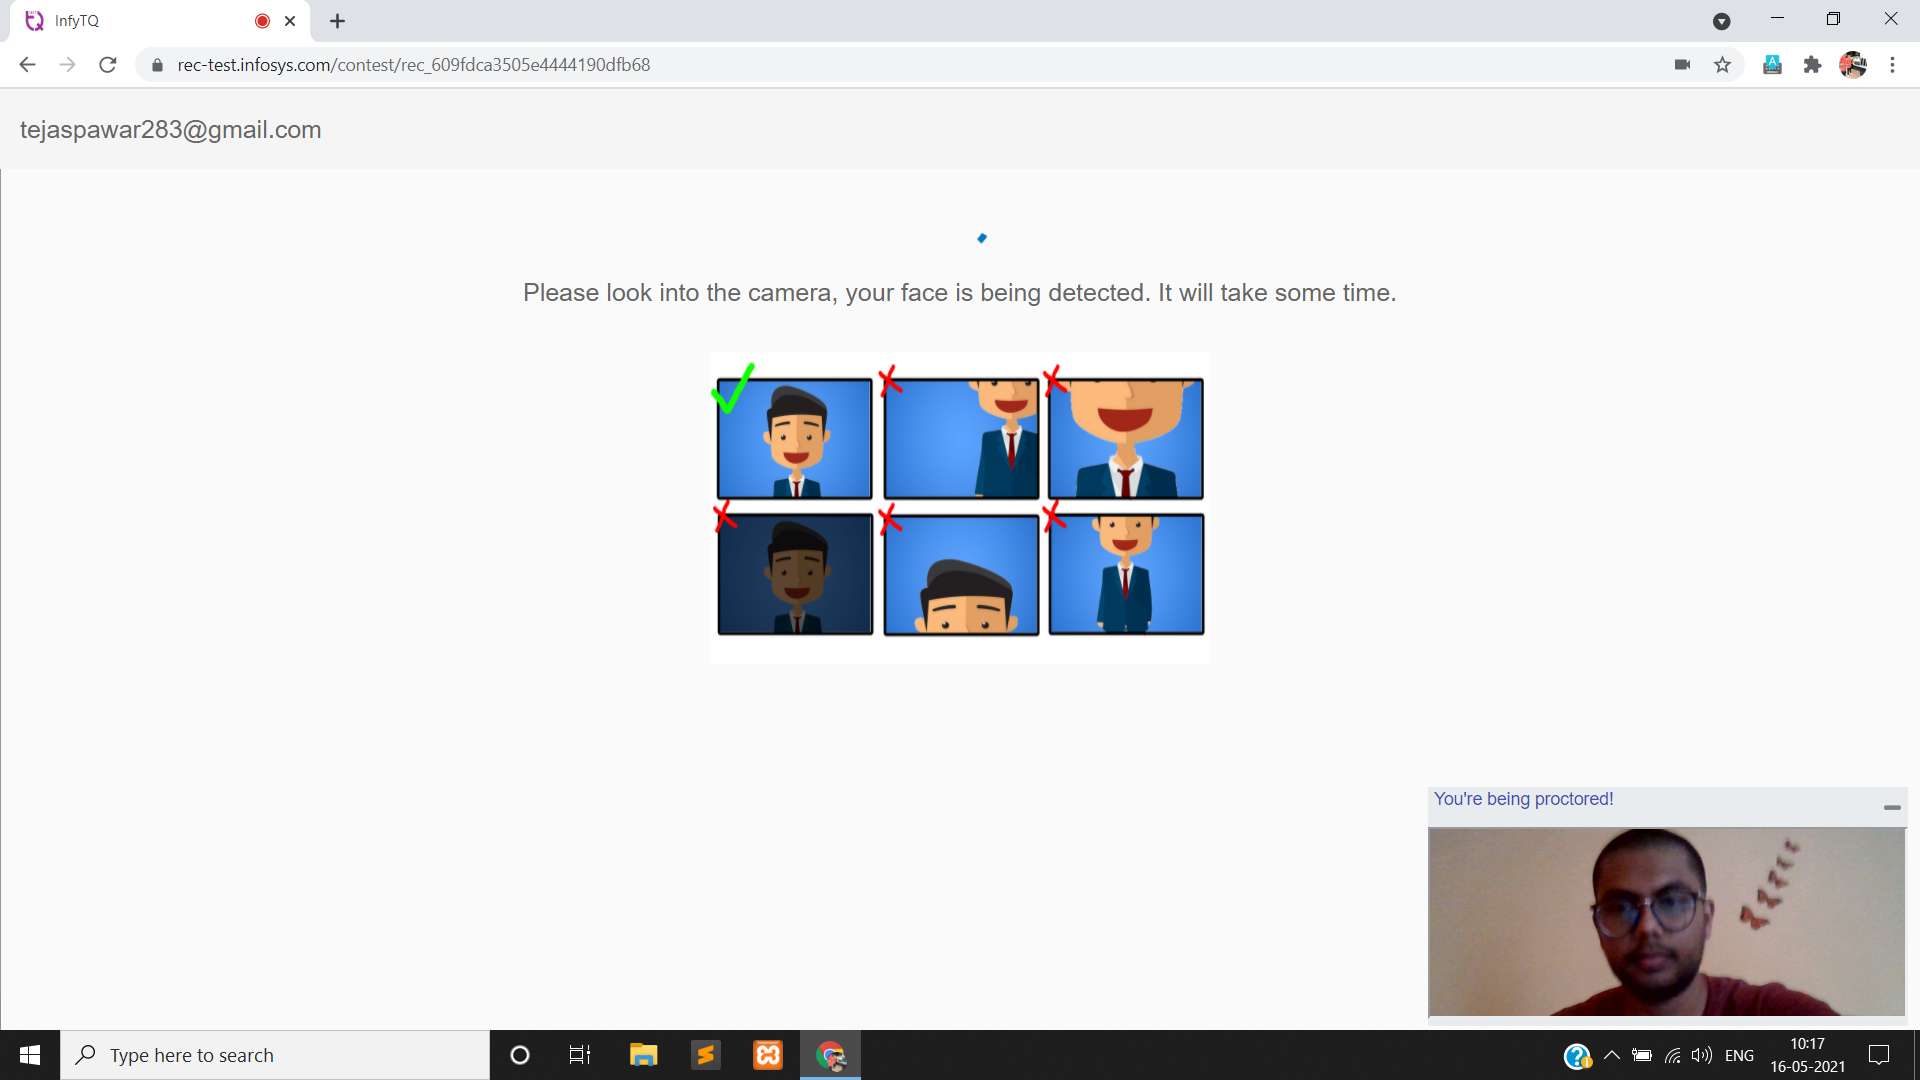 InfyTQ
rec-test.infosys.com/contest/rec_609fdca3505e4444190dfb68
tejaspawar283@gmail.com
Please look into the camera, your face is being detected. It will take some time.
You're being proctored!
Type here to search
ENG
10:17
16-05-2021